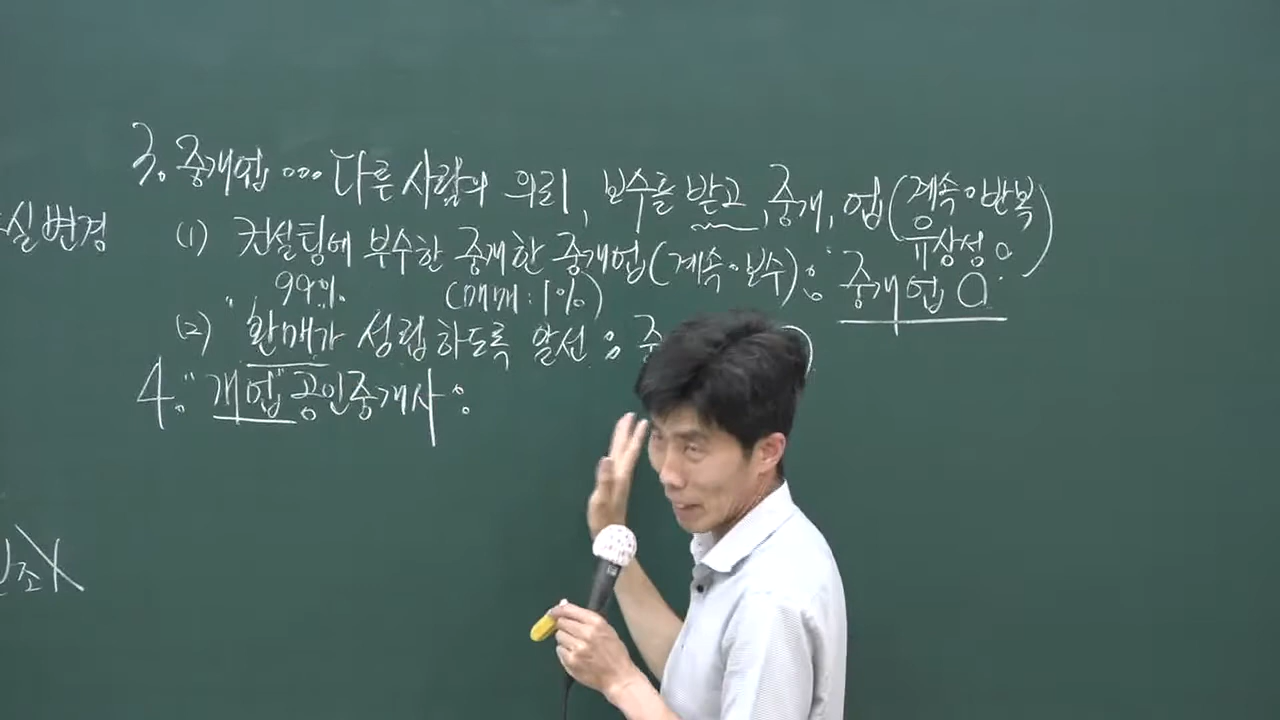 3. 중개업 ... 다른 사람의 의뢰, 보수를 받고, 중개, 업(계속·반복)
유상성 ○
실변경
(1) 컨설팅에 부수한 중개한 중개업(계속·보수) : 중개업 ○
99% (매매 : 1%)
(2) "환매가 성립하도록 알선 : 중
4. "개업" 공인중개사 :
조